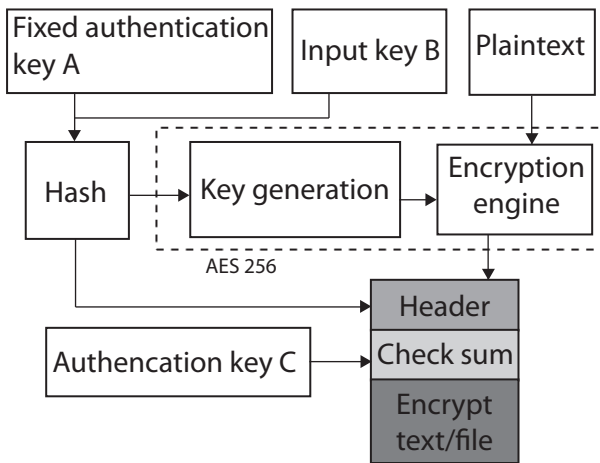 Fixed authentication
key A
Input key B
Plaintext
Hash
Key generation
Encryption
engine
AES 256
Header
Authencation key C
Check sum
Encrypt
text/file